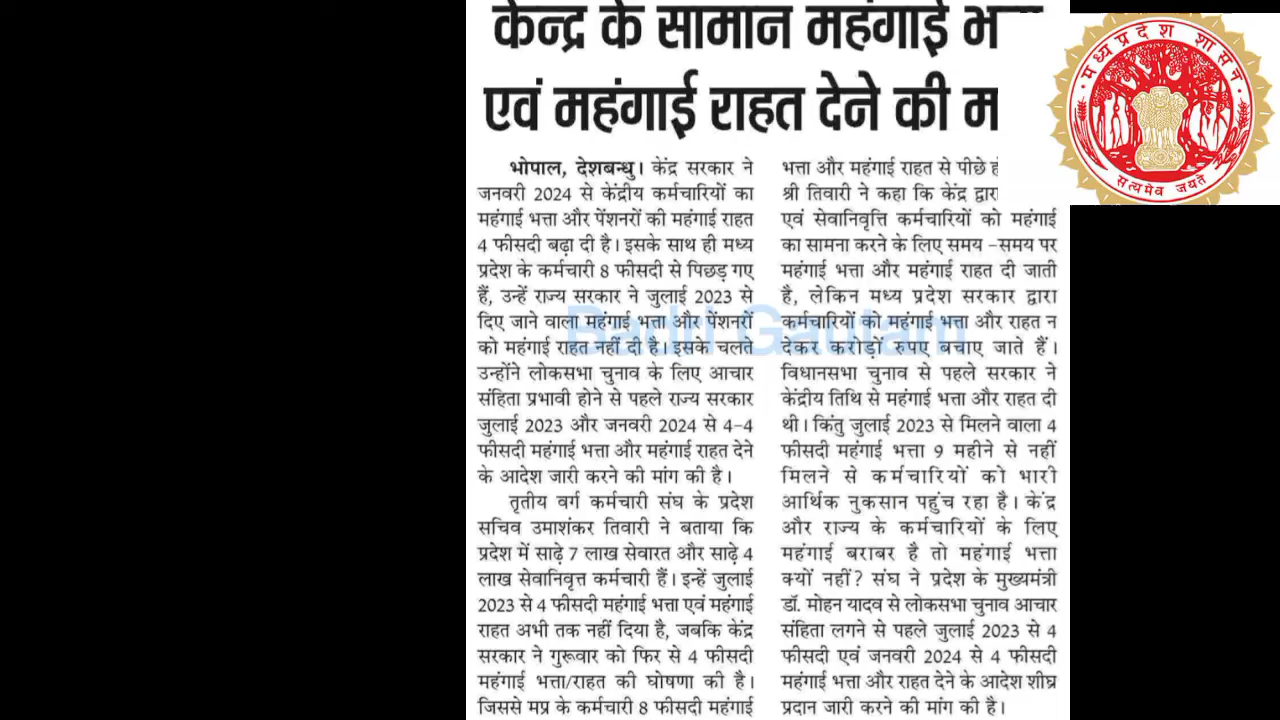 केन्द्र के सामान महंगाई
एवं महंगाई राहत देने की
मध्यप्रदेश शासन
सत्यमेव जयते
भोपाल, देशबन्धु। केंद्र सरकार ने
जनवरी 2024 से केंद्रीय कर्मचारियों का
महंगाई भत्ता और पेंशनरों की महंगाई राहत
4 फीसदी बढ़ा दी है। इसके साथ ही मध्य
प्रदेश के कर्मचारी 8 फीसदी से पिछड़ गए
हैं, उन्हें राज्य सरकार ने जुलाई 2023 से
दिए जाने वाला महंगाई भत्ता और पेंशनरों
को महंगाई राहत नहीं दी है। इसके चलते
उन्होंने लोकसभा चुनाव के लिए आचार
संहिता प्रभावी होने से पहले राज्य सरकार
जुलाई 2023 और जनवरी 2024 से 4-4
फीसदी महंगाई भत्ता और महंगाई राहत देने
के आदेश जारी करने की मांग की है।
तृतीय वर्ग कर्मचारी संघ के प्रदेश
सचिव उमाशंकर तिवारी ने बताया कि
प्रदेश में साढ़े 7 लाख सेवारत और साढ़े 4
लाख सेवानिवृत्त कर्मचारी हैं। इन्हें जुलाई
2023 से 4 फीसदी महंगाई भत्ता एवं महंगाई
राहत अभी तक नहीं दिया है, जबकि केंद्र
सरकार ने गुरूवार को फिर से 4 फीसदी
महंगाई भत्ता/राहत की घोषणा की है।
जिससे मप्र के कर्मचारी 8 फीसदी महंगाई
भत्ता और महंगाई राहत से पीछे
श्री तिवारी ने कहा कि केंद्र
एवं सेवानिवृत्ति कर्मचारियों को महंगाई
का सामना करने के लिए समय -समय पर
महंगाई भत्ता और महंगाई राहत दी जाती
है, लेकिन मध्य प्रदेश सरकार द्वारा
कर्मचारियों को महंगाई भत्ता और राहत न
देकर करोड़ों रुपए बचाए जाते हैं।
विधानसभा चुनाव से पहले सरकार ने
केंद्रीय तिथि से महंगाई भत्ता और राहत दी
थी। किंतु जुलाई 2023 से मिलने वाला 4
फीसदी महंगाई भत्ता 9 महीने से नहीं
मिलने से कर्मचारियों को भारी
आर्थिक नुकसान पहुंच रहा है। केंद्र
और राज्य के कर्मचारियों के लिए
महंगाई बराबर है तो महंगाई भत्ता
क्यों नहीं? संघ ने प्रदेश के मुख्यमंत्री
डॉ. मोहन यादव से लोकसभा चुनाव आचार
संहिता लगने से पहले जुलाई 2023 से 4
फीसदी एवं जनवरी 2024 से 4 फीसदी
महंगाई भत्ता और राहत देने के आदेश शीघ्र
प्रदान जारी करने की मांग की है।
Badri Gautam